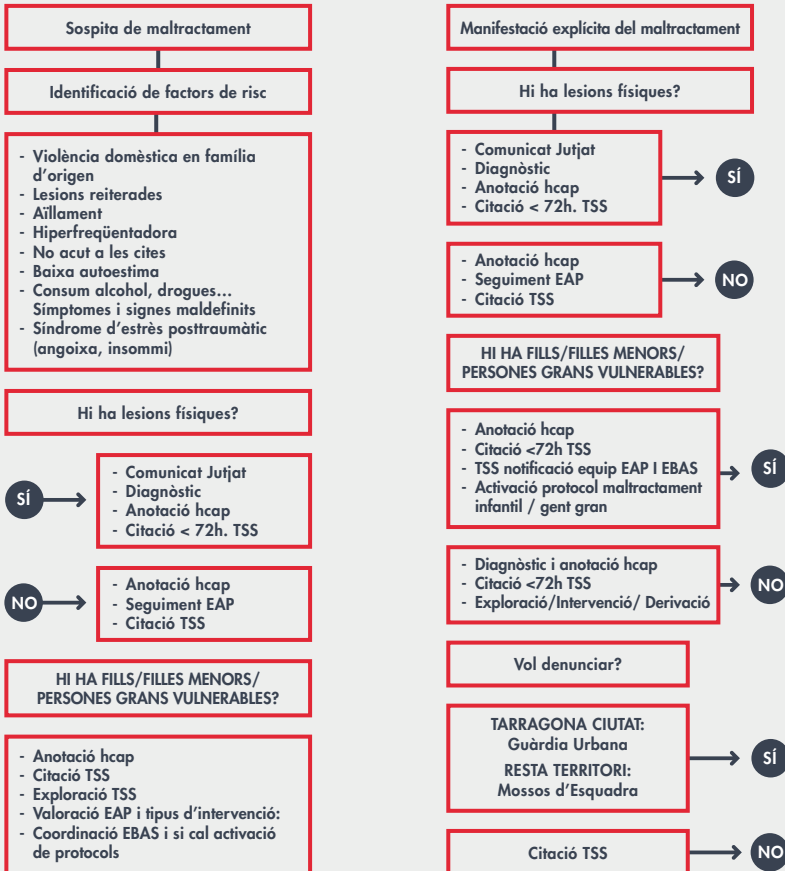 Sospita de maltractament
Identificació de factors de risc
- Violència domèstica en família
d'origen
- Lesions reiterades
- Aïllament
- Hiperfreqüentadora
- No acut a les cites
- Baixa autoestima
- Consum alcohol, drogues...
Símptomes i signes maldefinits
- Síndrome d'estrès posttraumàtic
(angoixa, insommi)
Hi ha lesions físiques?
SÍ
- Comunicat Jutjat
- Diagnòstic
- Anotació hcap
- Citació < 72h. TSS
NO
- Anotació hcap
- Seguiment EAP
- Citació TSS
HI HA FILLS/FILLES MENORS/
PERSONES GRANS VULNERABLES?
- Anotació hcap
- Citació TSS
- Exploració TSS
- Valoració EAP i tipus d'intervenció:
- Coordinació EBAS i si cal activació
de protocols
Manifestació explícita del maltractament
Hi ha lesions físiques?
- Comunicat Jutjat
- Diagnòstic
- Anotació hcap
- Citació < 72h. TSS
SÍ
- Anotació hcap
- Seguiment EAP
- Citació TSS
NO
HI HA FILLS/FILLES MENORS/
PERSONES GRANS VULNERABLES?
- Anotació hcap
- Citació <72h TSS
- TSS notificació equip EAP I EBAS
- Activació protocol maltractament
infantil / gent gran
SÍ
- Diagnòstic i anotació hcap
- Citació <72h TSS
- Exploració/Intervenció/ Derivació
NO
Vol denunciar?
TARRAGONA CIUTAT:
Guàrdia Urbana
RESTA TERRITORI:
Mossos d'Esquadra
SÍ
Citació TSS
NO